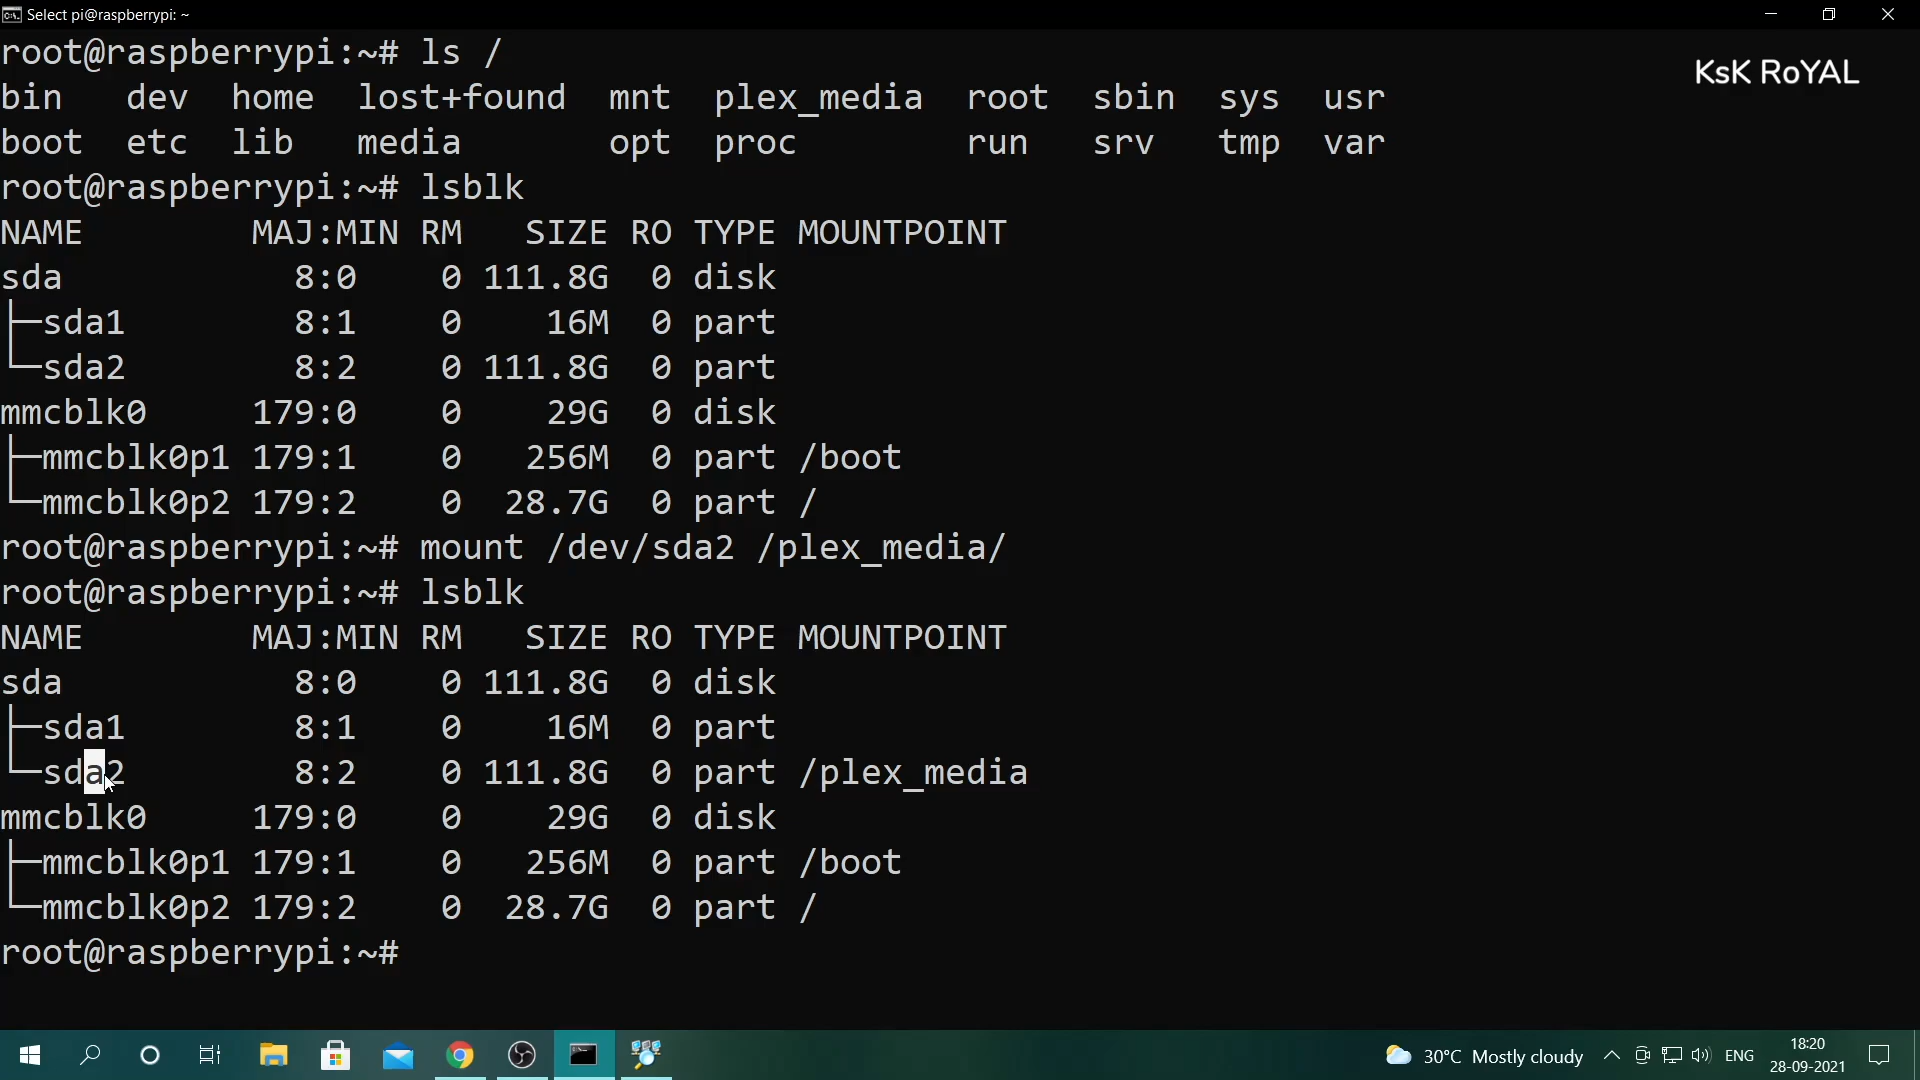 Select pi@raspberrypi: ~
root@raspberrypi:~# ls /
KsK RoYAL
bin dev home lost+found mnt plex_media root sbin sys usr
boot etc lib media opt proc run srv tmp var
root@raspberrypi:~# lsblk
NAME MAJ:MIN RM SIZE RO TYPE MOUNTPOINT
sda 8:0 0 111.8G 0 disk
├─sda1 8:1 0 16M 0 part
└─sda2 8:2 0 111.8G 0 part
mmcblk0 179:0 0 29G 0 disk
├─mmcblk0p1 179:1 0 256M 0 part /boot
└─mmcblk0p2 179:2 0 28.7G 0 part /
root@raspberrypi:~# mount /dev/sda2 /plex_media/
root@raspberrypi:~# lsblk
NAME MAJ:MIN RM SIZE RO TYPE MOUNTPOINT
sda 8:0 0 111.8G 0 disk
├─sda1 8:1 0 16M 0 part
└─sda2 8:2 0 111.8G 0 part /plex_media
mmcblk0 179:0 0 29G 0 disk
├─mmcblk0p1 179:1 0 256M 0 part /boot
└─mmcblk0p2 179:2 0 28.7G 0 part /
root@raspberrypi:~#
30°C Mostly cloudy
ENG
18:20
28-09-2021